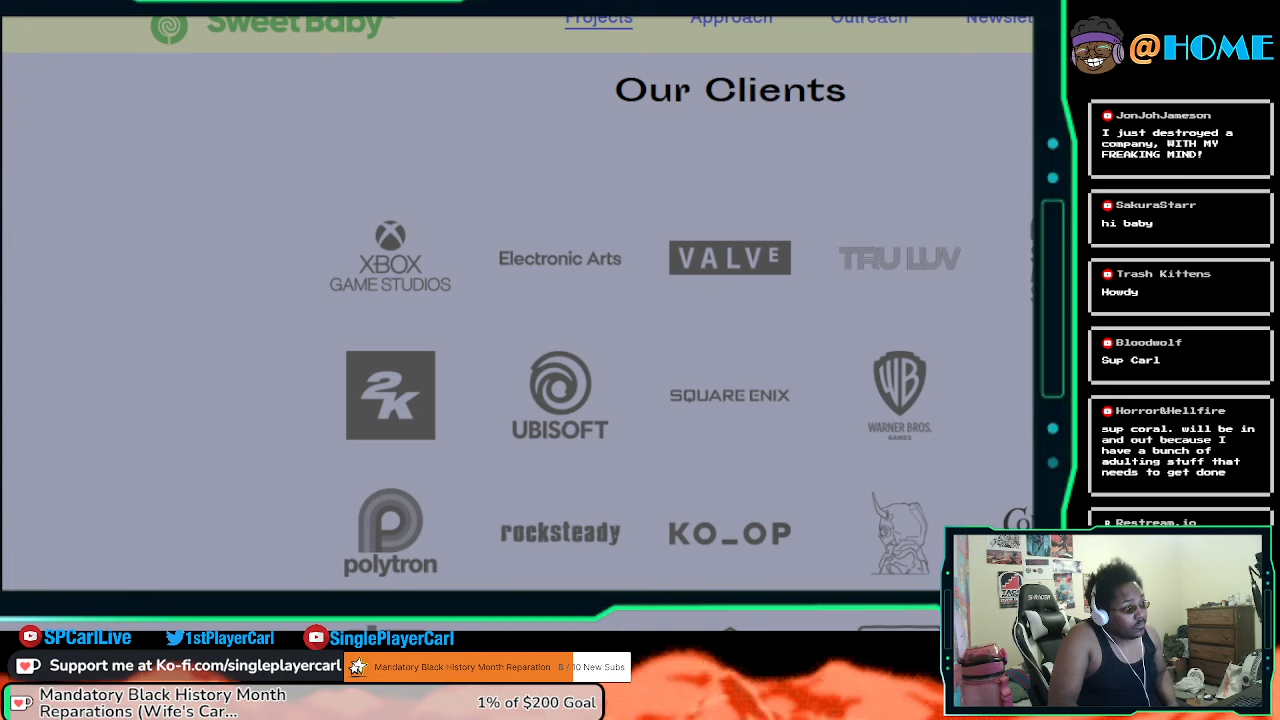 SweetBaby
Projects
Approach
Outreach
Our Clients
XBOX
GAME STUDIOS
Electronic Arts
VALVE
TRU LUV
2K
UBISOFT
SQUARE ENIX
WB
WARNER BROS.
GAMES
polytron
rocksteady
KO_OP
@HOME
JonJohJameson
I just destroyed a
company, WITH MY
FREAKING MIND!
SakuraStarr
hi baby
Trash Kittens
Howdy
Bloodwolf
Sup Carl
Horror&Hellfire
sup coral. will be in
and out because I
have a bunch of
adulting stuff that
needs to get done
Restream.io
S-RACER
SPCarlLive
1stPlayerCarl
SinglePlayerCarl
Support me at Ko-fi.com/singleplayercarl
Mandatory Black History Month Reparation 8 / 10 New Subs
Mandatory Black History Month
Reparations (Wife's Car...
1% of $200 Goal